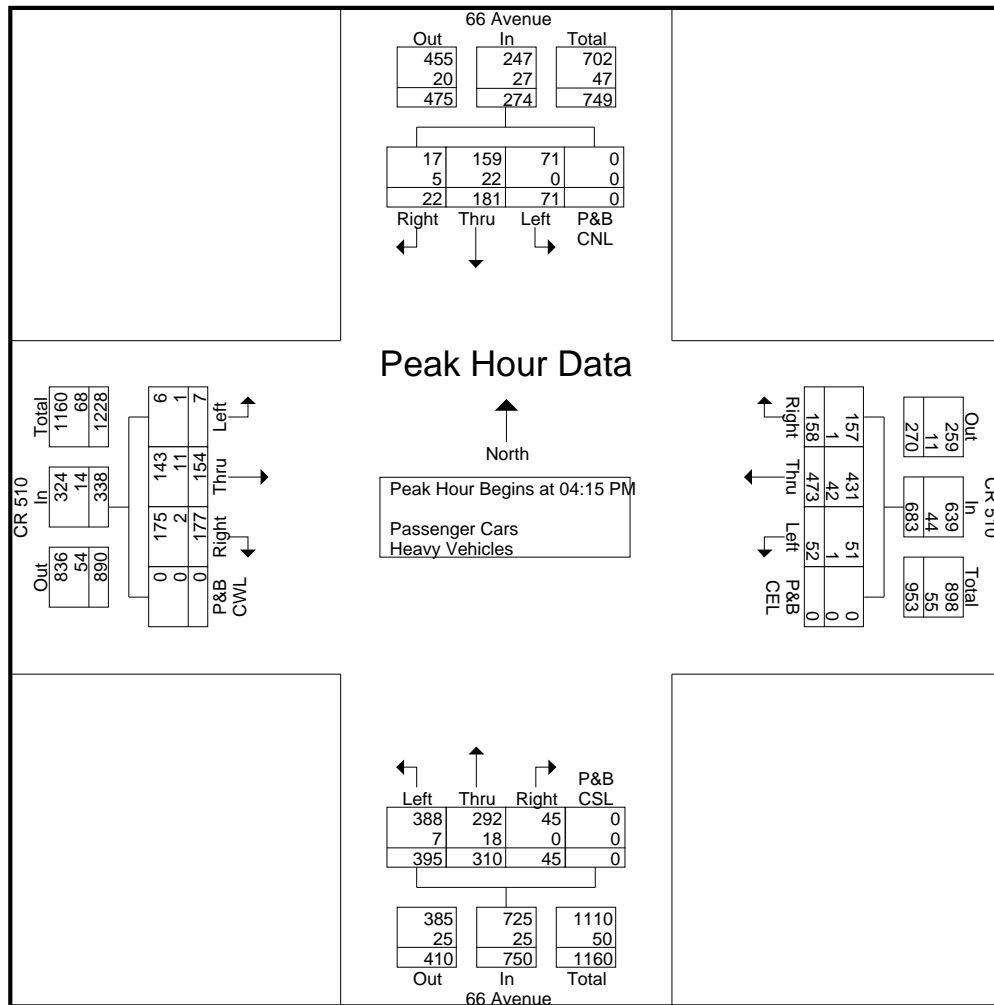 66 Avenue
Out In Total
455 247 702
20 27 47
475 274 749
17 159 71 0
5 22 0 0
22 181 71 0
Right Thru Left P&B
CNL
Peak Hour Data
North
Peak Hour Begins at 04:15 PM
Passenger Cars
Heavy Vehicles
CR 510
Out In Total
836 324 1160
54 14 68
890 338 1228
6 143 175 0
1 11 2 0
7 154 177 0
Left Thru Right P&B
CWL
CR 510
Out In Total
259 639 898
11 44 55
270 683 953
157 431 51 0
1 42 1 0
158 473 52 0
Right Thru Left P&B
CEL
P&B
Left Thru Right CSL
388 292 45 0
7 18 0 0
395 310 45 0
385 725 1110
25 25 50
410 750 1160
Out In Total
66 Avenue